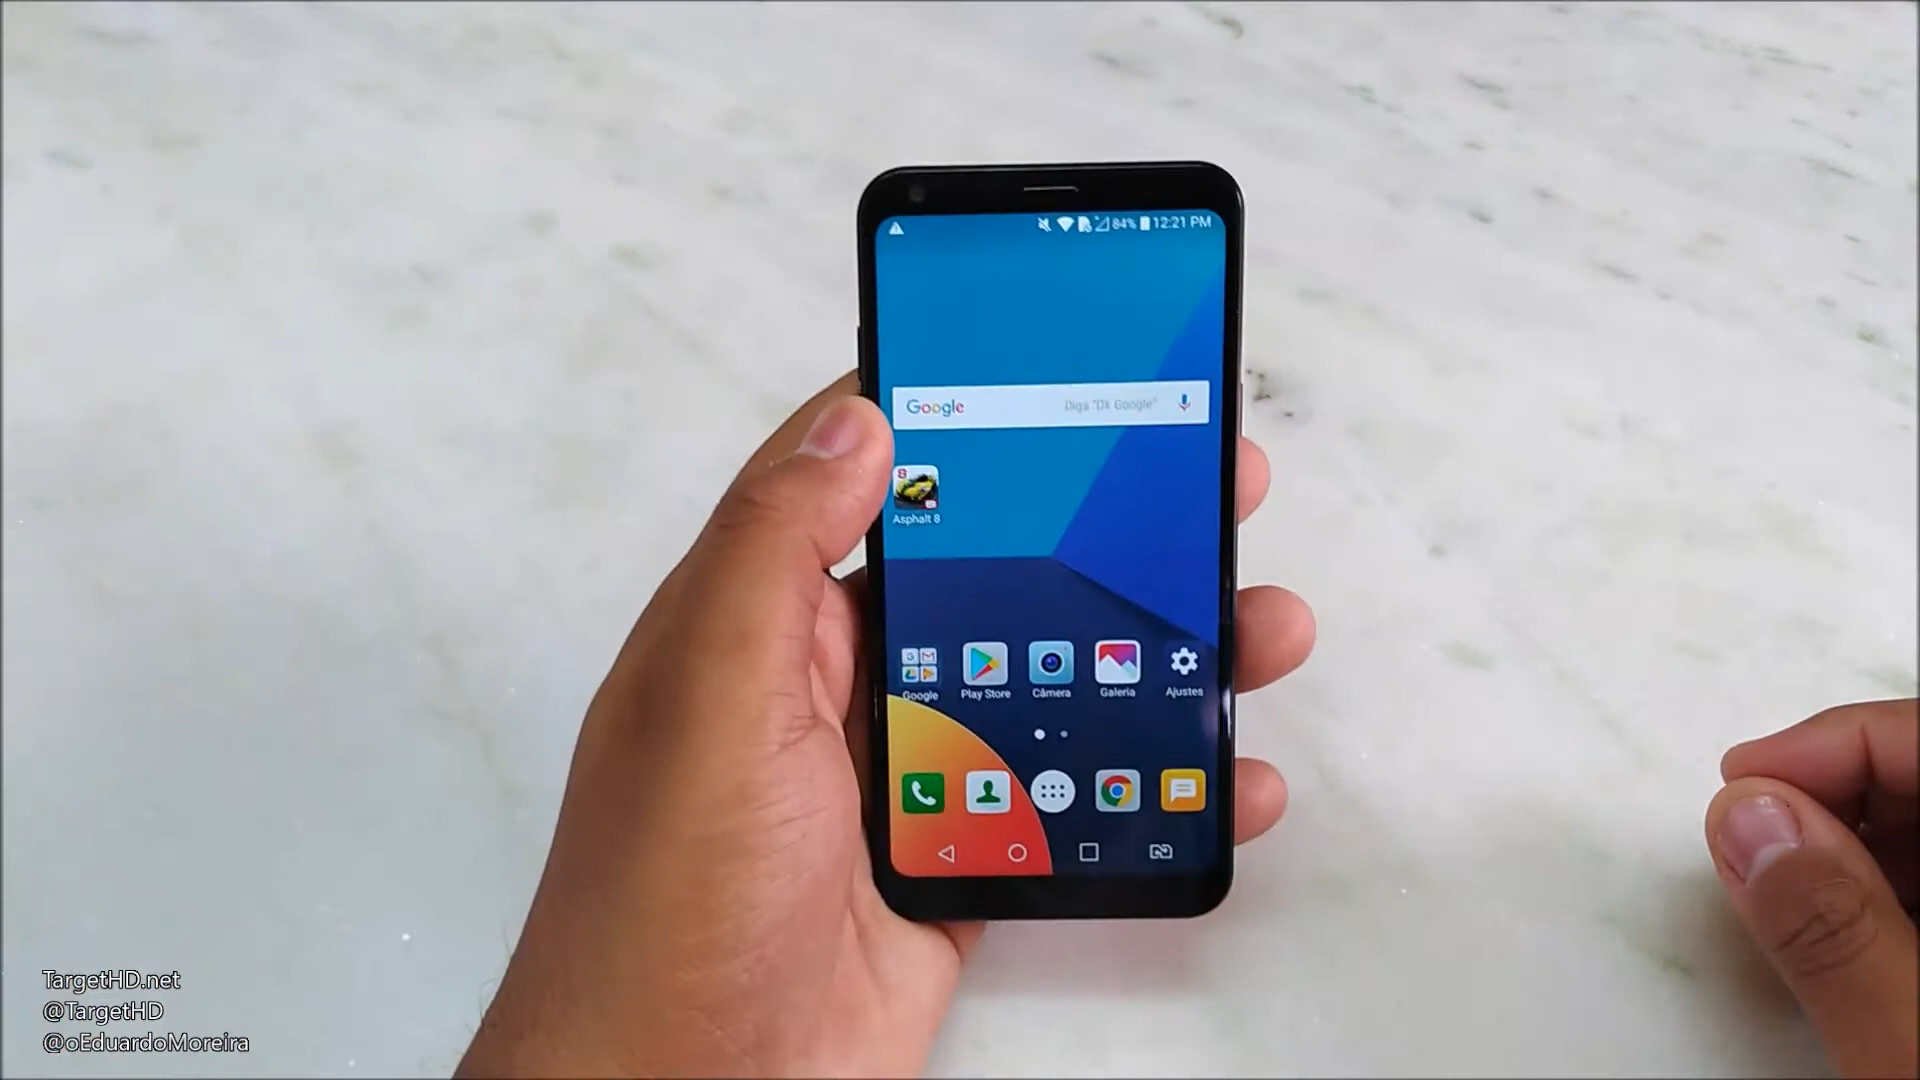 84% 12:21 PM
Google Diga "Ok Google"
Asphalt 8
Google Play Store Câmera Galeria Ajustes
TargetHD.net
@TargetHD
@oEduardoMoreira